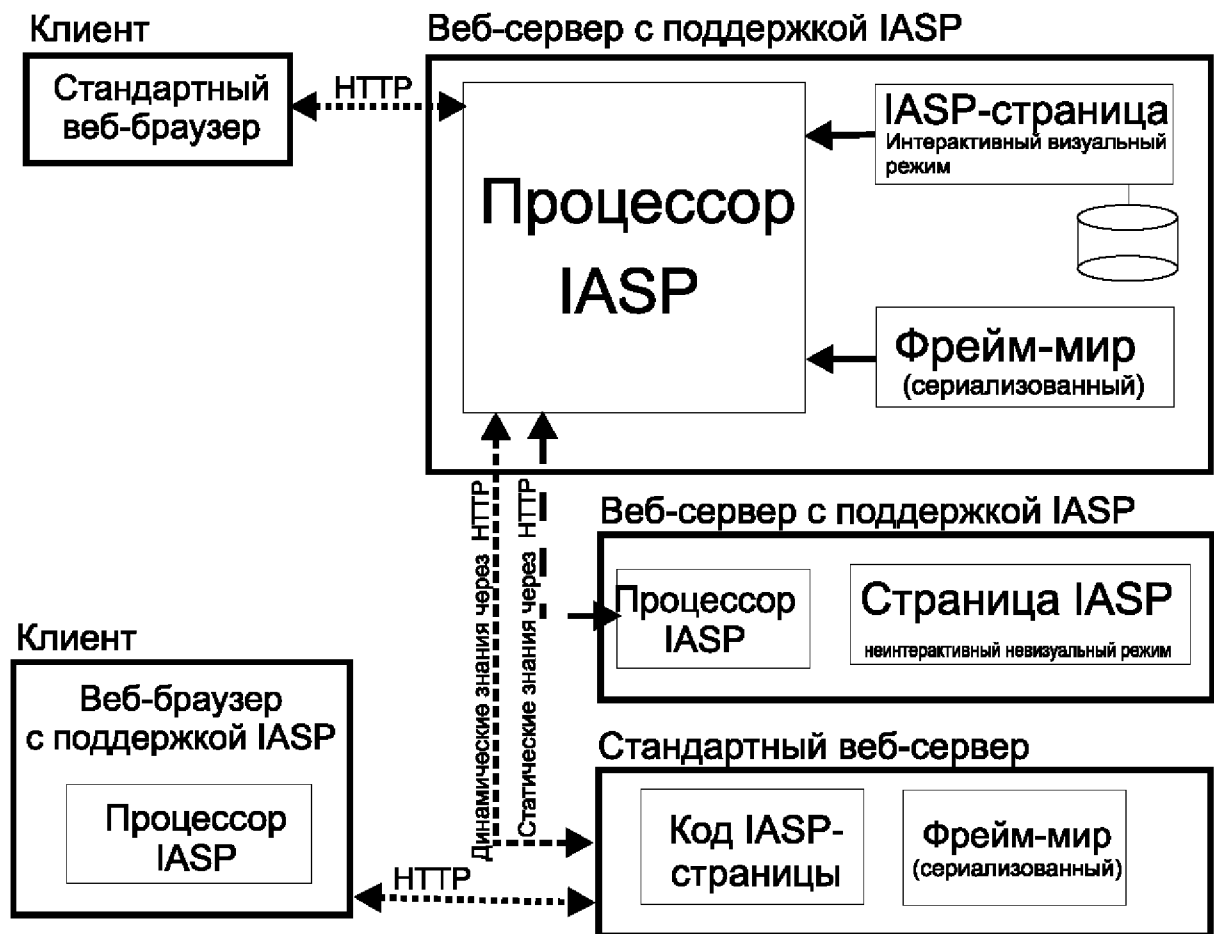 Клиент
Стандартный
веб-браузер
HTTP
Веб-сервер с поддержкой IASP
Процессор
IASP
IASP-страница
Интерактивный визуальный
режим
Фрейм-мир
(сериализованный)
Динамические знания через HTTP
Статические знания через HTTP
Веб-сервер с поддержкой IASP
Процессор
IASP
Страница IASP
неинтерактивный невизуальный режим
Клиент
Веб-браузер
с поддержкой IASP
Процессор
IASP
HTTP
Стандартный веб-сервер
Код IASP-
страницы
Фрейм-мир
(сериализованный)